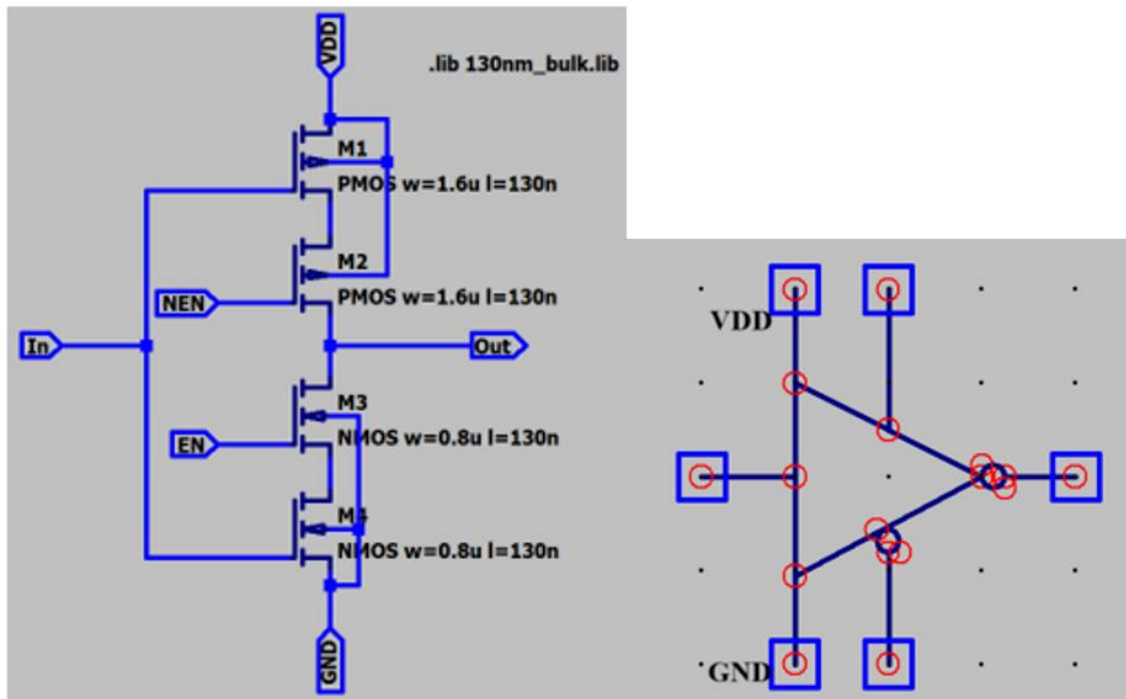 VDD
.lib 130nm_bulk.lib
M1
PMOS w=1.6u l=130n
M2
NEN
PMOS w=1.6u l=130n
In
Out
M3
EN
NMOS w=0.8u l=130n
M4
NMOS w=0.8u l=130n
GND
VDD
GND